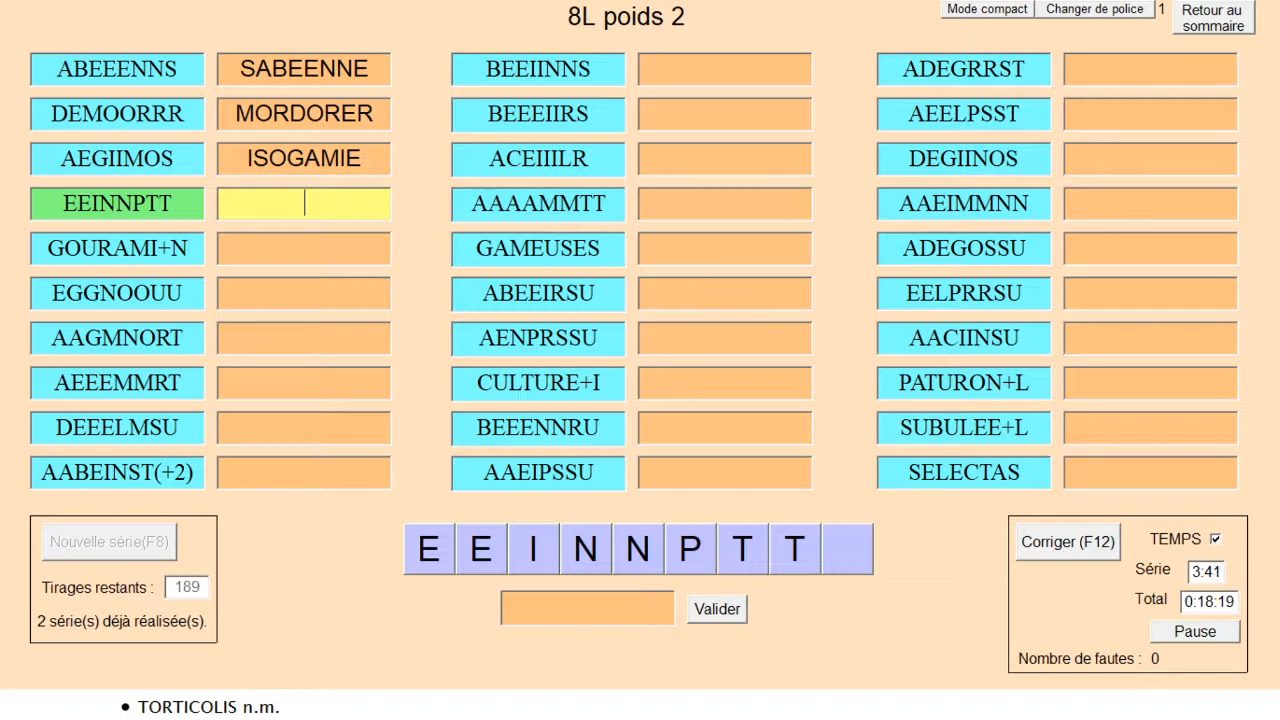 8L poids 2
Mode compact Changer de police 1 Retour au sommaire
ABEEENNS SABEENNE BEEIINNS ADEGRRST
DEMOORRR MORDORER BEEEIIRS AEELPSST
AEGIIMOS ISOGAMIE ACEIIILR DEGIINOS
EEINNPTT AAAAMMTT AAEIMMNN
GOURAMI+N GAMEUSES ADEGOSSU
EGGNOOUU ABEEIRSU EELPRRSU
AAGMNORT AENPRSSU AACIINSU
AEEEMMRT CULTURE+I PATURON+L
DEEELMSU BEEENNRU SUBULEE+L
AABEINST(+2) AAEIPSSU SELECTAS
Nouvelle série(F8)
Tirages restants : 189
2 série(s) déjà réalisée(s).
E E I N N P T T
Valider
Corriger (F12) TEMPS
Série 3:41
Total 0:18:19
Pause
Nombre de fautes : 0
• TORTICOLIS n.m.